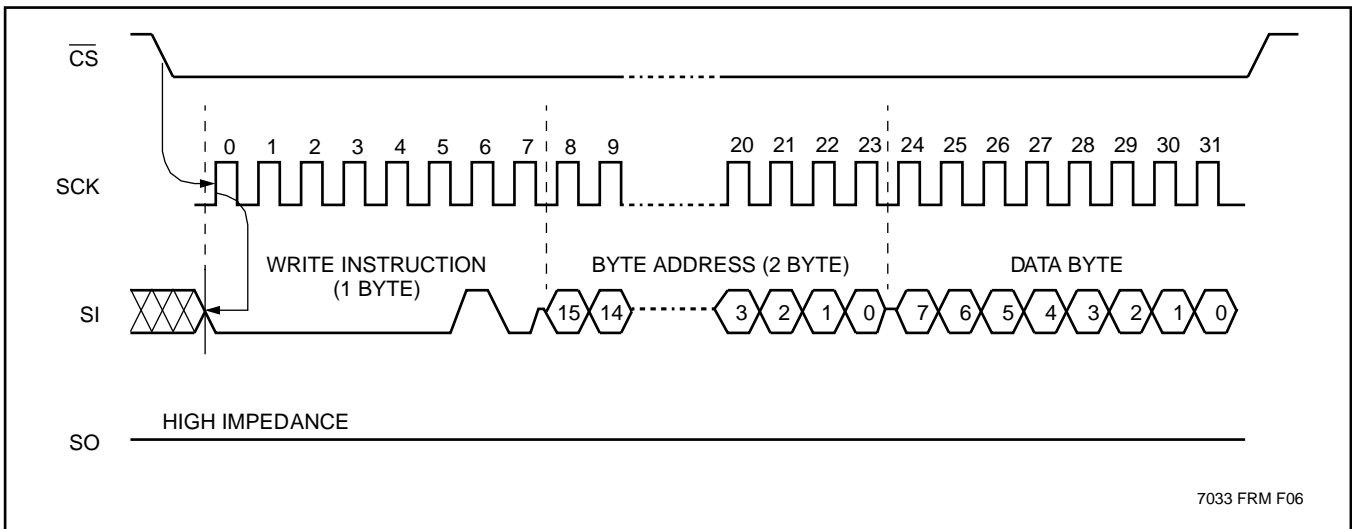 CS
0 1 2 3 4 5 6 7 8 9 20 21 22 23 24 25 26 27 28 29 30 31
SCK
WRITE INSTRUCTION
(1 BYTE)
BYTE ADDRESS (2 BYTE)
DATA BYTE
SI
15 14 3 2 1 0 7 6 5 4 3 2 1 0
HIGH IMPEDANCE
SO
7033 FRM F06